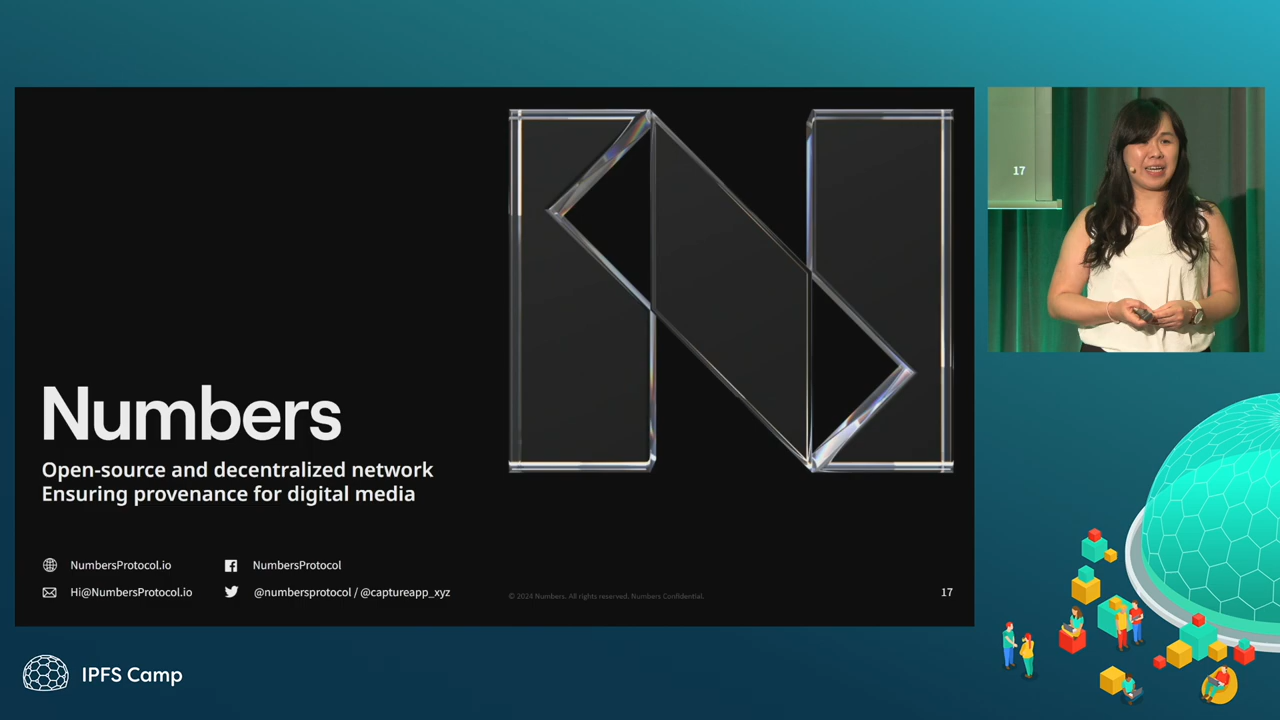 Numbers
Open-source and decentralized network
Ensuring provenance for digital media
NumbersProtocol.io
NumbersProtocol
Hi@NumbersProtocol.io
@numbersprotocol / @captureapp_xyz
© 2024 Numbers. All rights reserved. Numbers Confidential.
17
17
IPFS Camp